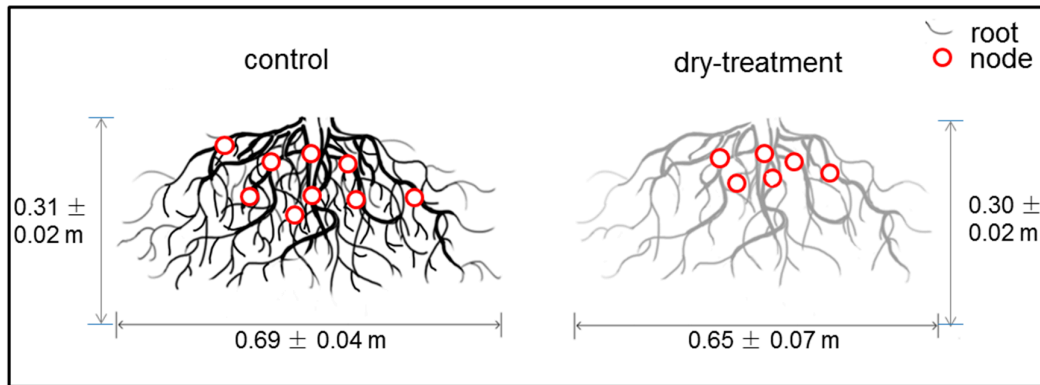 root
node
control
dry-treatment
0.31 ±
0.02 m
0.30 ±
0.02 m
0.69 ± 0.04 m
0.65 ± 0.07 m